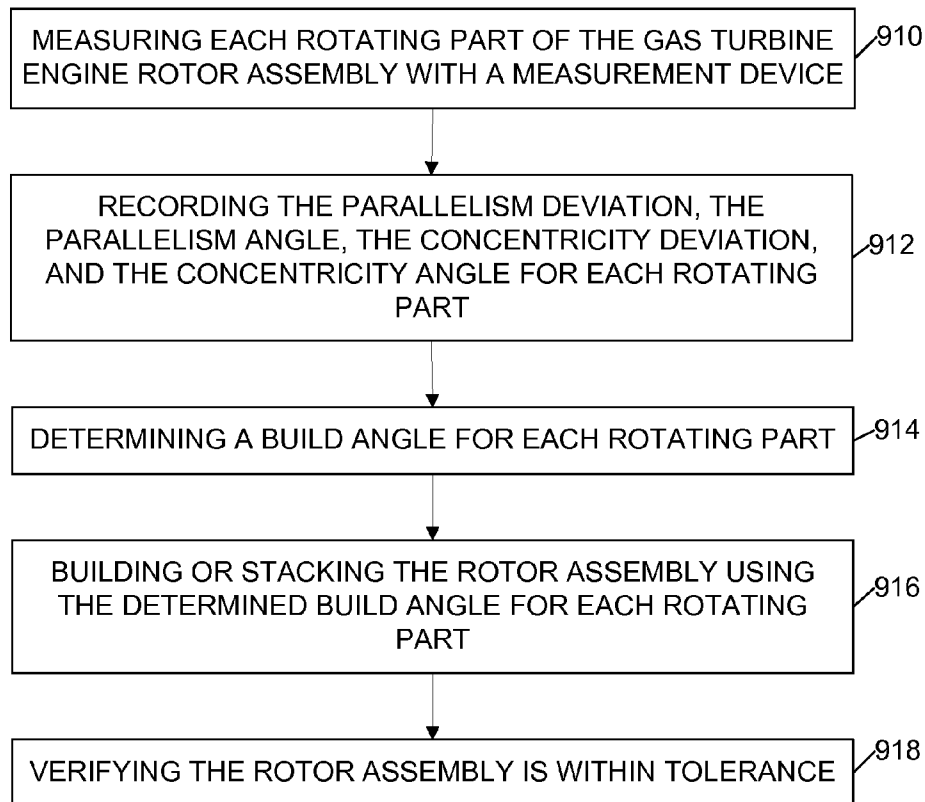 MEASURING EACH ROTATING PART OF THE GAS TURBINE
ENGINE ROTOR ASSEMBLY WITH A MEASUREMENT DEVICE
910
RECORDING THE PARALLELISM DEVIATION, THE
PARALLELISM ANGLE, THE CONCENTRICITY DEVIATION,
AND THE CONCENTRICITY ANGLE FOR EACH ROTATING
PART
912
DETERMINING A BUILD ANGLE FOR EACH ROTATING PART
914
BUILDING OR STACKING THE ROTOR ASSEMBLY USING
THE DETERMINED BUILD ANGLE FOR EACH ROTATING
PART
916
VERIFYING THE ROTOR ASSEMBLY IS WITHIN TOLERANCE
918